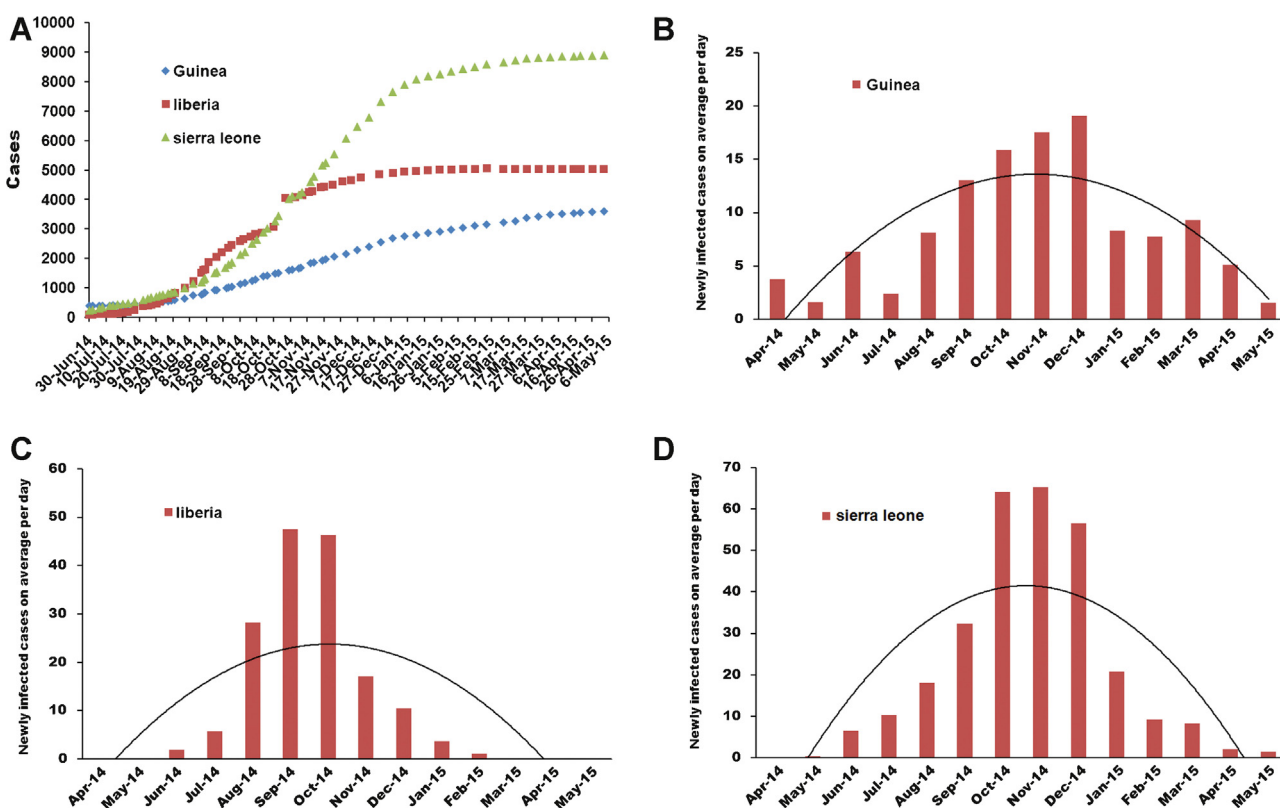 A
Cases
10000
9000
8000
7000
6000
5000
4000
3000
2000
1000
0
Guinea
liberia
sierra leone
30-Jun-14
10-Jul-14
20-Jul-14
30-Jul-14
9-Aug-14
19-Aug-14
29-Aug-14
8-Sep-14
18-Sep-14
28-Sep-14
8-Oct-14
18-Oct-14
28-Oct-14
7-Nov-14
17-Nov-14
27-Nov-14
7-Dec-14
17-Dec-14
27-Dec-14
6-Jan-15
16-Jan-15
26-Jan-15
5-Feb-15
15-Feb-15
25-Feb-15
7-Mar-15
17-Mar-15
27-Mar-15
6-Apr-15
16-Apr-15
26-Apr-15
6-May-15
B
Newly infected cases on average per day
25
20
15
10
5
0
Guinea
Apr-14
May-14
Jun-14
Jul-14
Aug-14
Sep-14
Oct-14
Nov-14
Dec-14
Jan-15
Feb-15
Mar-15
Apr-15
May-15
C
Newly infected cases on average per day
60
50
40
30
20
10
0
liberia
Apr-14
May-14
Jun-14
Jul-14
Aug-14
Sep-14
Oct-14
Nov-14
Dec-14
Jan-15
Feb-15
Mar-15
Apr-15
May-15
D
Newly infected cases on average per day
70
60
50
40
30
20
10
0
sierra leone
Apr-14
May-14
Jun-14
Jul-14
Aug-14
Sep-14
Oct-14
Nov-14
Dec-14
Jan-15
Feb-15
Mar-15
Apr-15
May-15